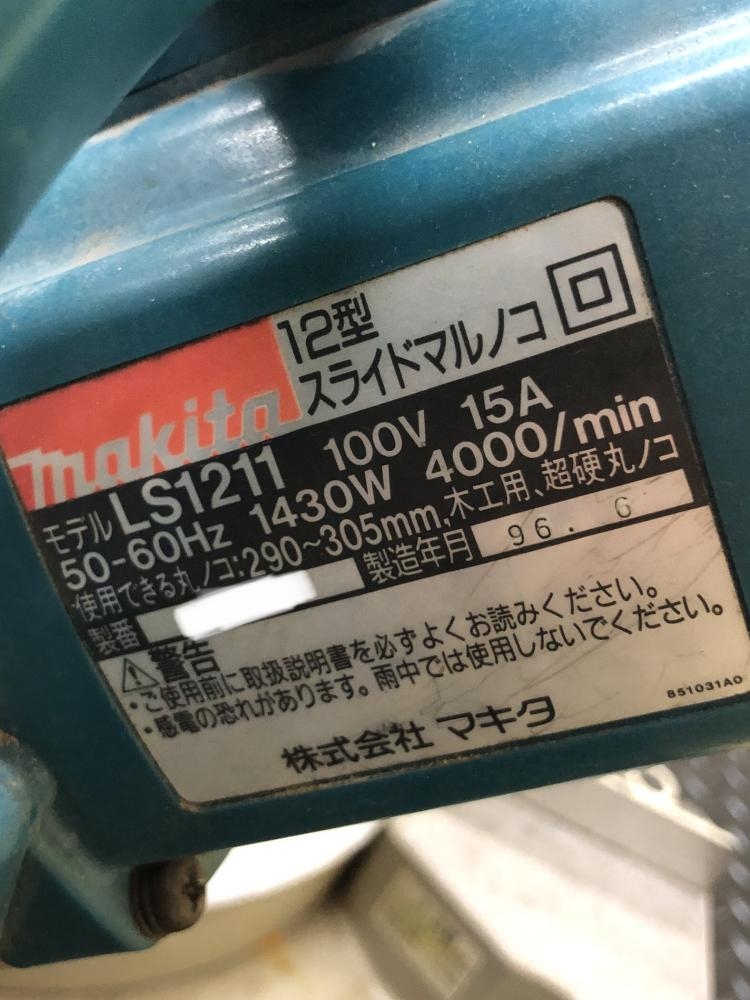 makita
12型
スライドマルノコ
モデル LS1211 100V 15A
50-60Hz 1430W 4000/min
使用できる丸ノコ:290~305mm,木工用、超硬丸ノコ
製番 製造年月 96. 6
警告
・ご使用前に取扱説明書を必ずよくお読みください。
・感電の恐れがあります。雨中では使用しないでください。
株式会社 マキタ
851031A0